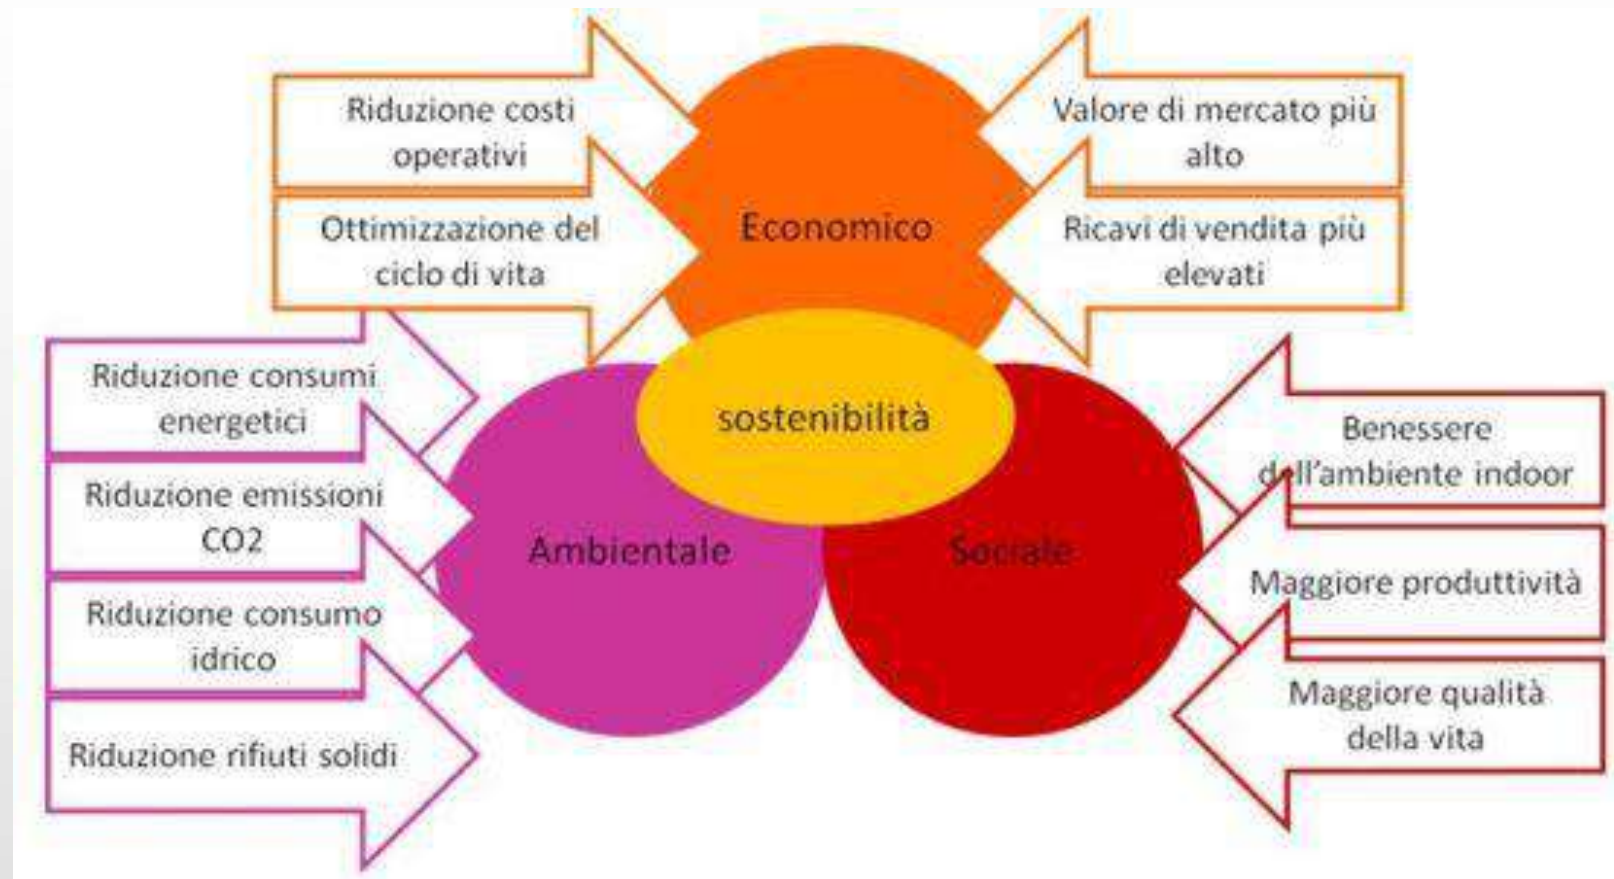 Riduzione costi
operativi
Valore di mercato più
alto
Ottimizzazione del
ciclo di vita
Economico
Ricavi di vendita più
elevati
Riduzione consumi
energetici
sostenibilità
Benessere
dell'ambiente indoor
Riduzione emissioni
CO2
Ambientale
Sociale
Maggiore produttività
Riduzione consumo
idrico
Maggiore qualità
della vita
Riduzione rifiuti solidi